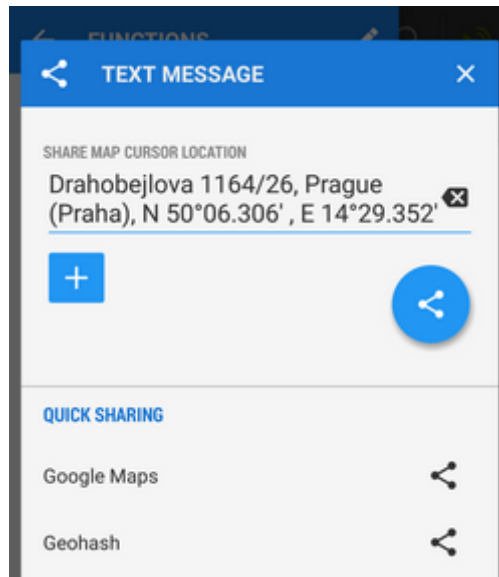 FUNCTIONS
TEXT MESSAGE
SHARE MAP CURSOR LOCATION
Drahobejlova 1164/26, Prague
(Praha), N 50°06.306' , E 14°29.352'
QUICK SHARING
Google Maps
Geohash